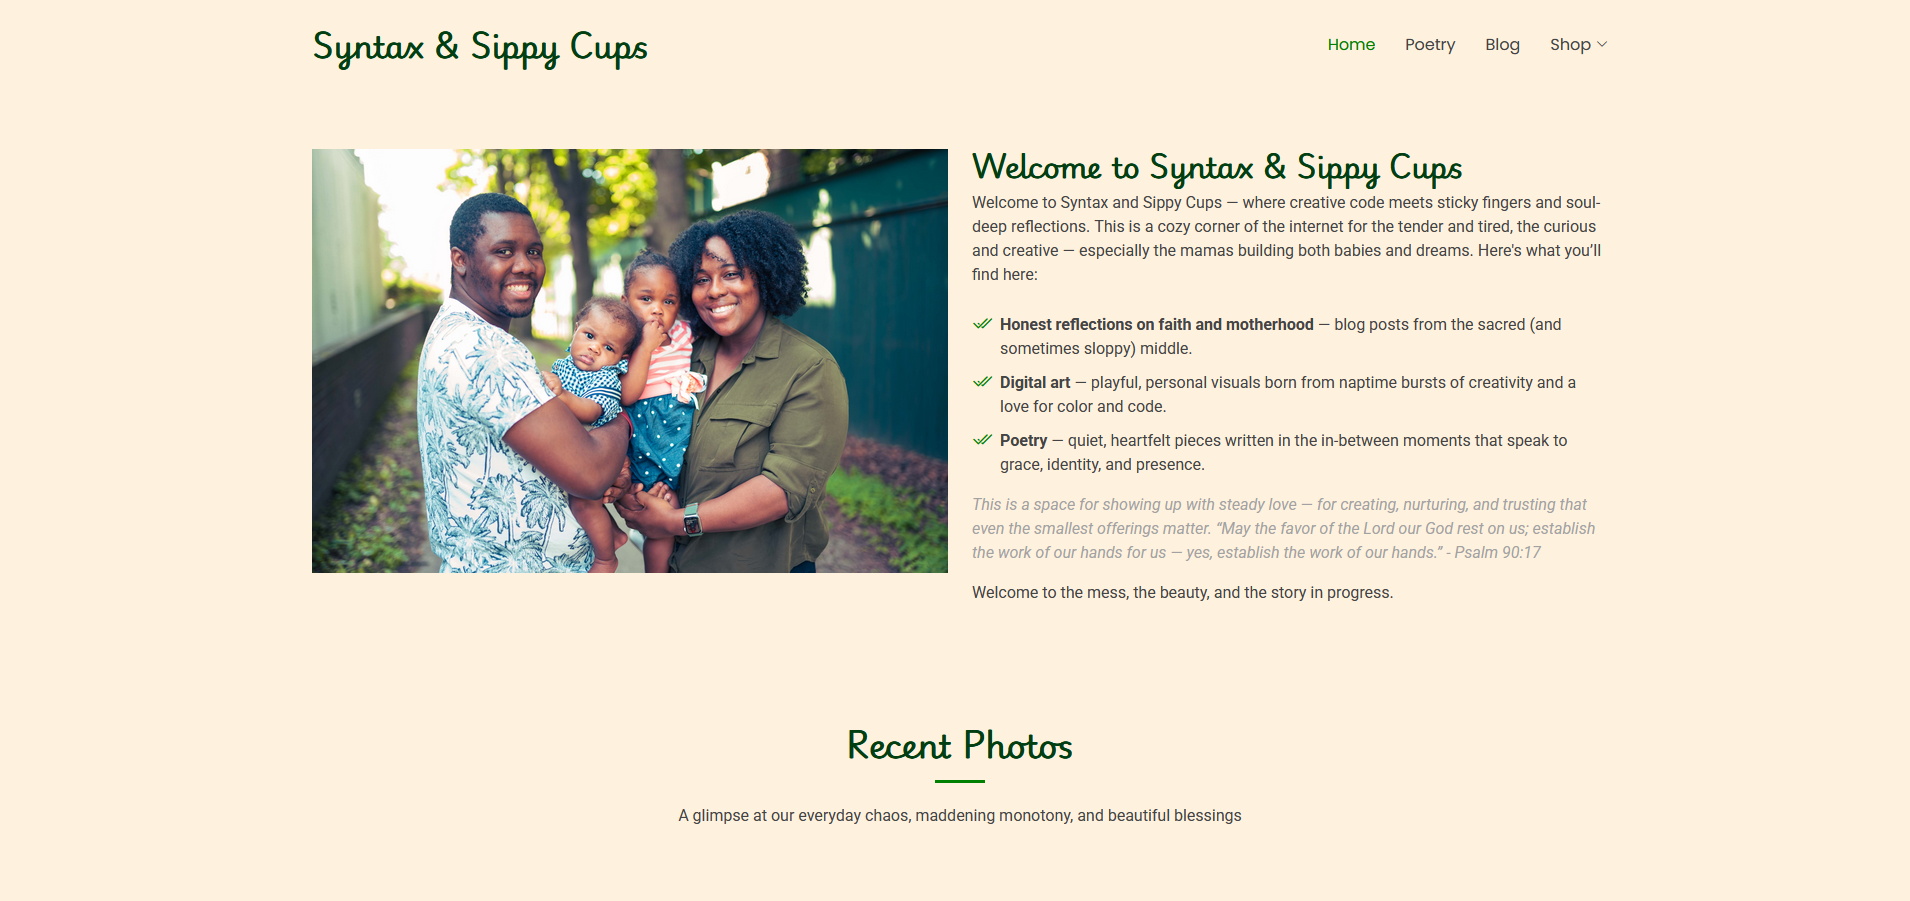 Syntax & Sippy Cups
Home
Poetry
Blog
Shop
Welcome to Syntax & Sippy Cups
Welcome to Syntax and Sippy Cups — where creative code meets sticky fingers and soul-
deep reflections. This is a cozy corner of the internet for the tender and tired, the curious
and creative — especially the mamas building both babies and dreams. Here's what you’ll
find here:
Honest reflections on faith and motherhood — blog posts from the sacred (and
sometimes sloppy) middle.
Digital art — playful, personal visuals born from naptime bursts of creativity and a
love for color and code.
Poetry — quiet, heartfelt pieces written in the in-between moments that speak to
grace, identity, and presence.
This is a space for showing up with steady love — for creating, nurturing, and trusting that
even the smallest offerings matter. “May the favor of the Lord our God rest on us; establish
the work of our hands for us — yes, establish the work of our hands.” - Psalm 90:17
Welcome to the mess, the beauty, and the story in progress.
Recent Photos
A glimpse at our everyday chaos, maddening monotony, and beautiful blessings